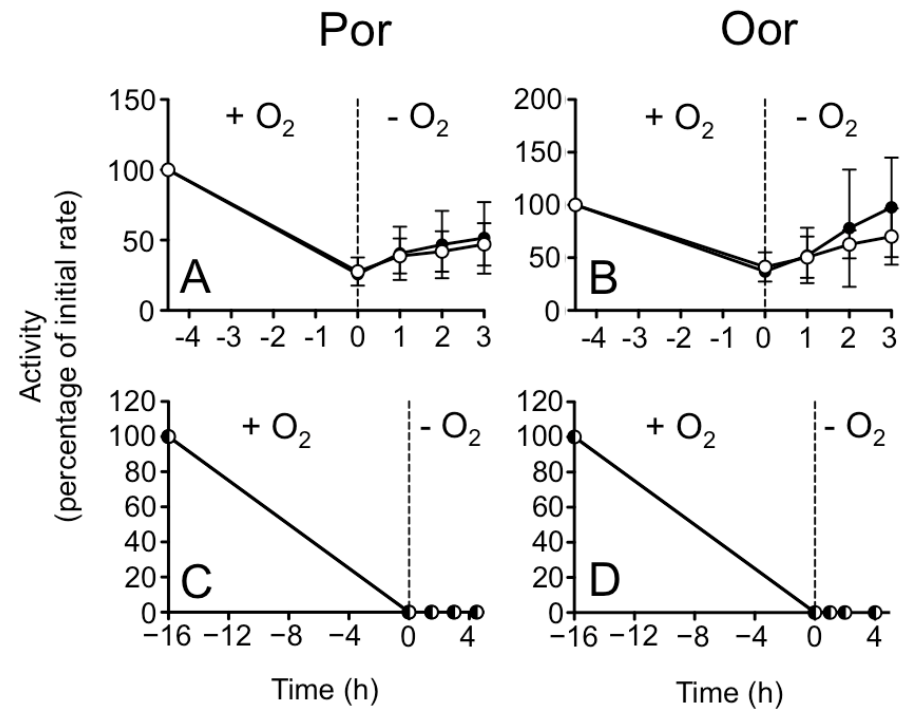 Por
Oor
Activity
(percentage of initial rate)
150
100
50
0
+ O2
- O2
A
-4 -3 -2 -1 0 1 2 3
200
150
100
50
0
+ O2
- O2
B
-4 -3 -2 -1 0 1 2 3
120
100
80
60
40
20
0
+ O2
- O2
C
−16 −12 −8 −4 0 4
Time (h)
120
100
80
60
40
20
0
+ O2
- O2
D
−16 −12 −8 −4 0 4
Time (h)